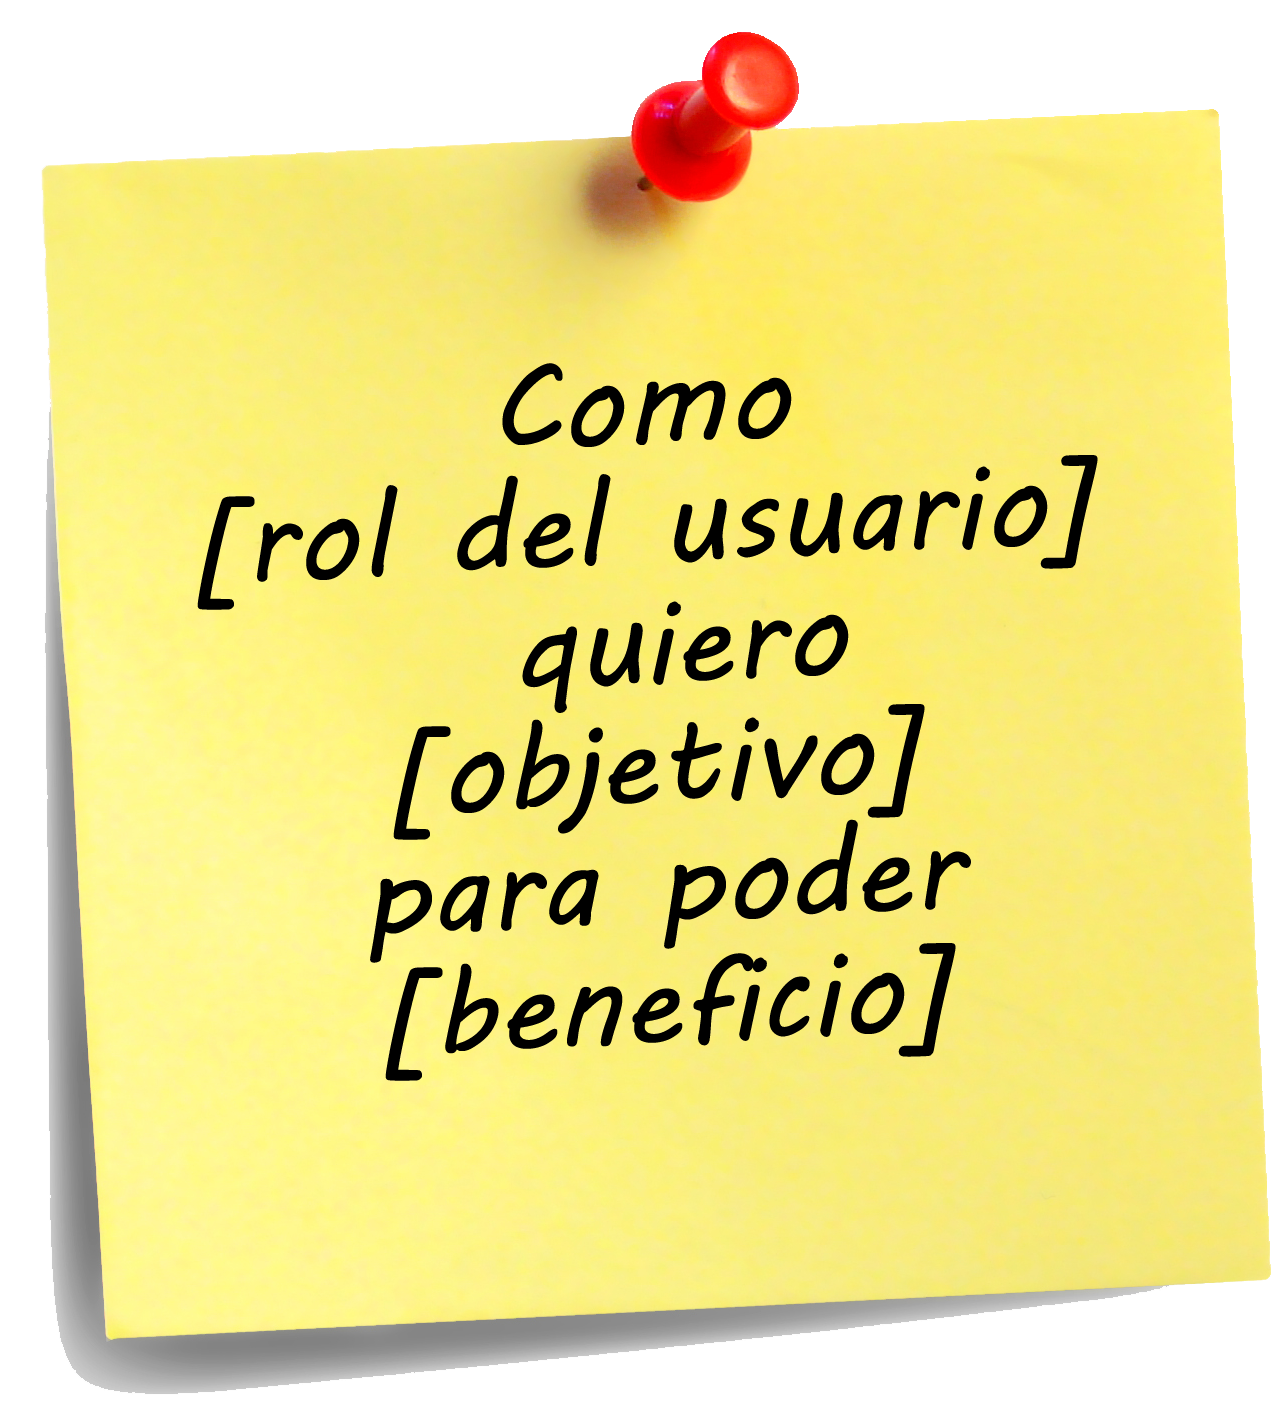 Como
[rol del usuario]
quiero
[objetivo]
para poder
[beneficio]